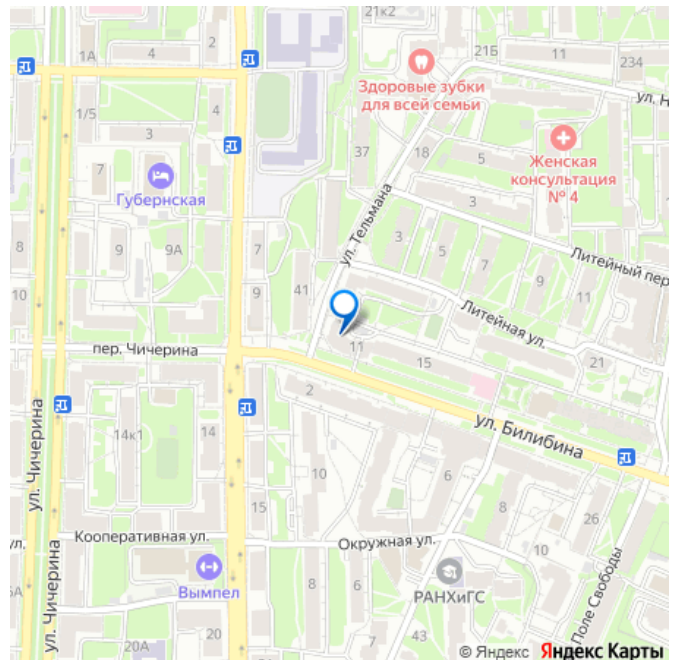 21к2
1А
4
2
21Б
11
234
Здоровые зубки
для всей семьи
ул. Н
1/5
4
3
37
18
5
Женская
консультация
№ 4
7
Губернская
3
ул. Тельмана
8
9
9А
7
3
5
7
9
11
Литейный пер
10
9
41
Литейная ул.
пер. Чичерина
11
15
21
2
ул. Чичерина
14к1
14
ул. Билибина
10
6
8
26
15
Кооперативная ул.
Окружная ул.
10
ул.
Вымпел
8
6
РАНХиГС
Поле Свободы
6А
ул. Чичерина
20А
20
7
43
© Яндекс Яндекс Карты